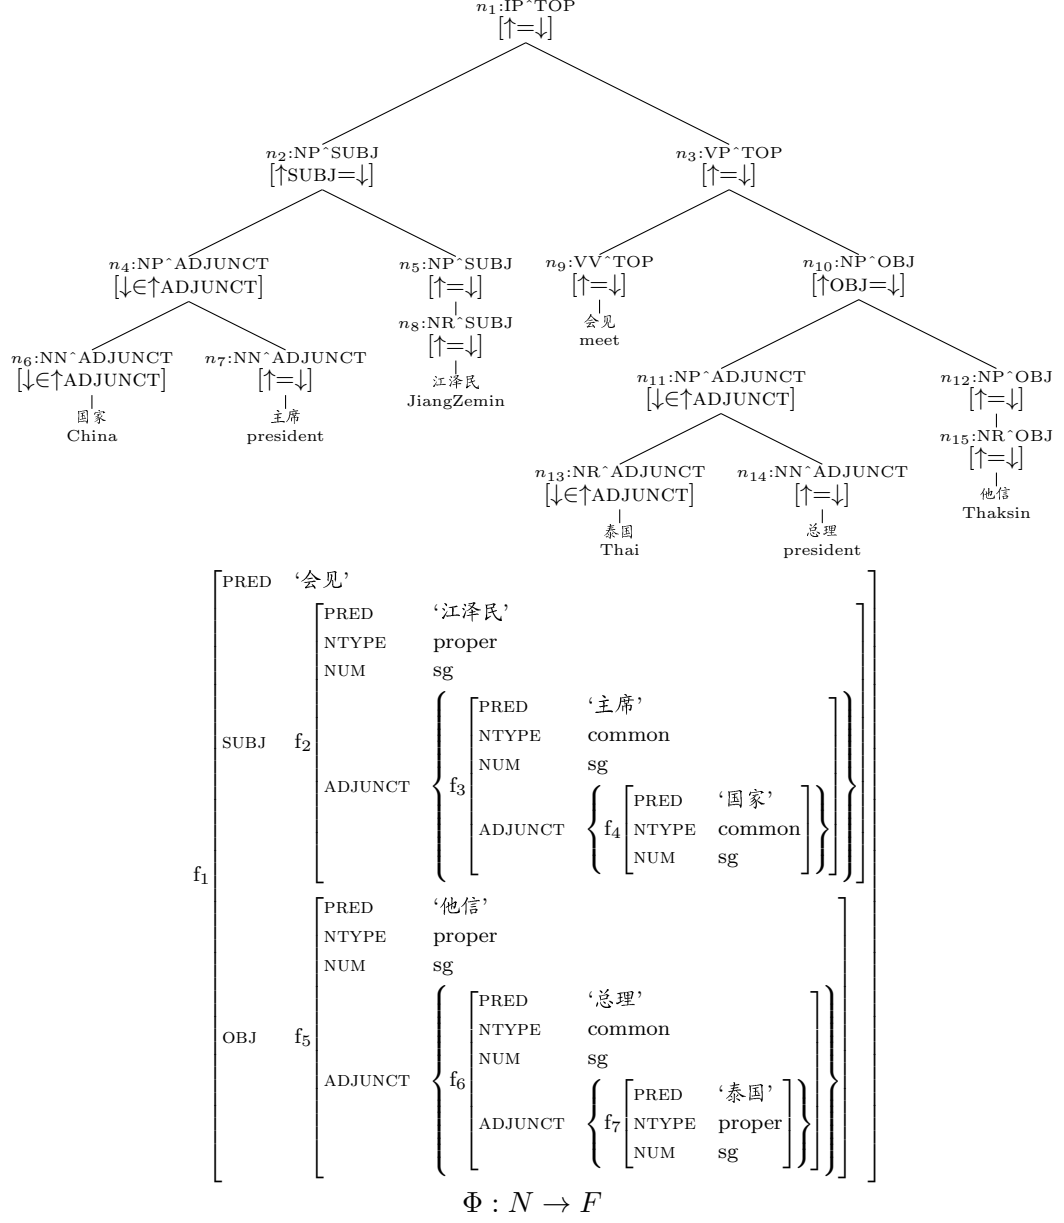 n1:IP^TOP
[↑=↓]
n2:NP^SUBJ n3:VP^TOP
[↑SUBJ=↓] [↑=↓]
n4:NP^ADJUNCT n5:NP^SUBJ n9:VV^TOP n10:NP^OBJ
[↓∈↑ADJUNCT] [↑=↓] [↑=↓] [↑OBJ=↓]
n8:NR^SUBJ 会见
[↑=↓] meet
n6:NN^ADJUNCT n7:NN^ADJUNCT 江泽民 n11:NP^ADJUNCT n12:NP^OBJ
[↓∈↑ADJUNCT] [↑=↓] JiangZemin [↓∈↑ADJUNCT] [↑=↓]
国家 主席 n15:NR^OBJ
China president [↑=↓]
n13:NR^ADJUNCT n14:NN^ADJUNCT 他信
[↓∈↑ADJUNCT] [↑=↓] Thaksin
泰国 总理
Thai president
PRED ‘会见’
PRED ‘江泽民’
NTYPE proper
NUM sg
PRED ‘主席’
NTYPE common
SUBJ f2
NUM sg
ADJUNCT f3
PRED ‘国家’
ADJUNCT f4 NTYPE common
NUM sg
f1
PRED ‘他信’
NTYPE proper
NUM sg
PRED ‘总理’
NTYPE common
OBJ f5
NUM sg
ADJUNCT f6
PRED ‘泰国’
ADJUNCT f7 NTYPE proper
NUM sg
Φ : N → F